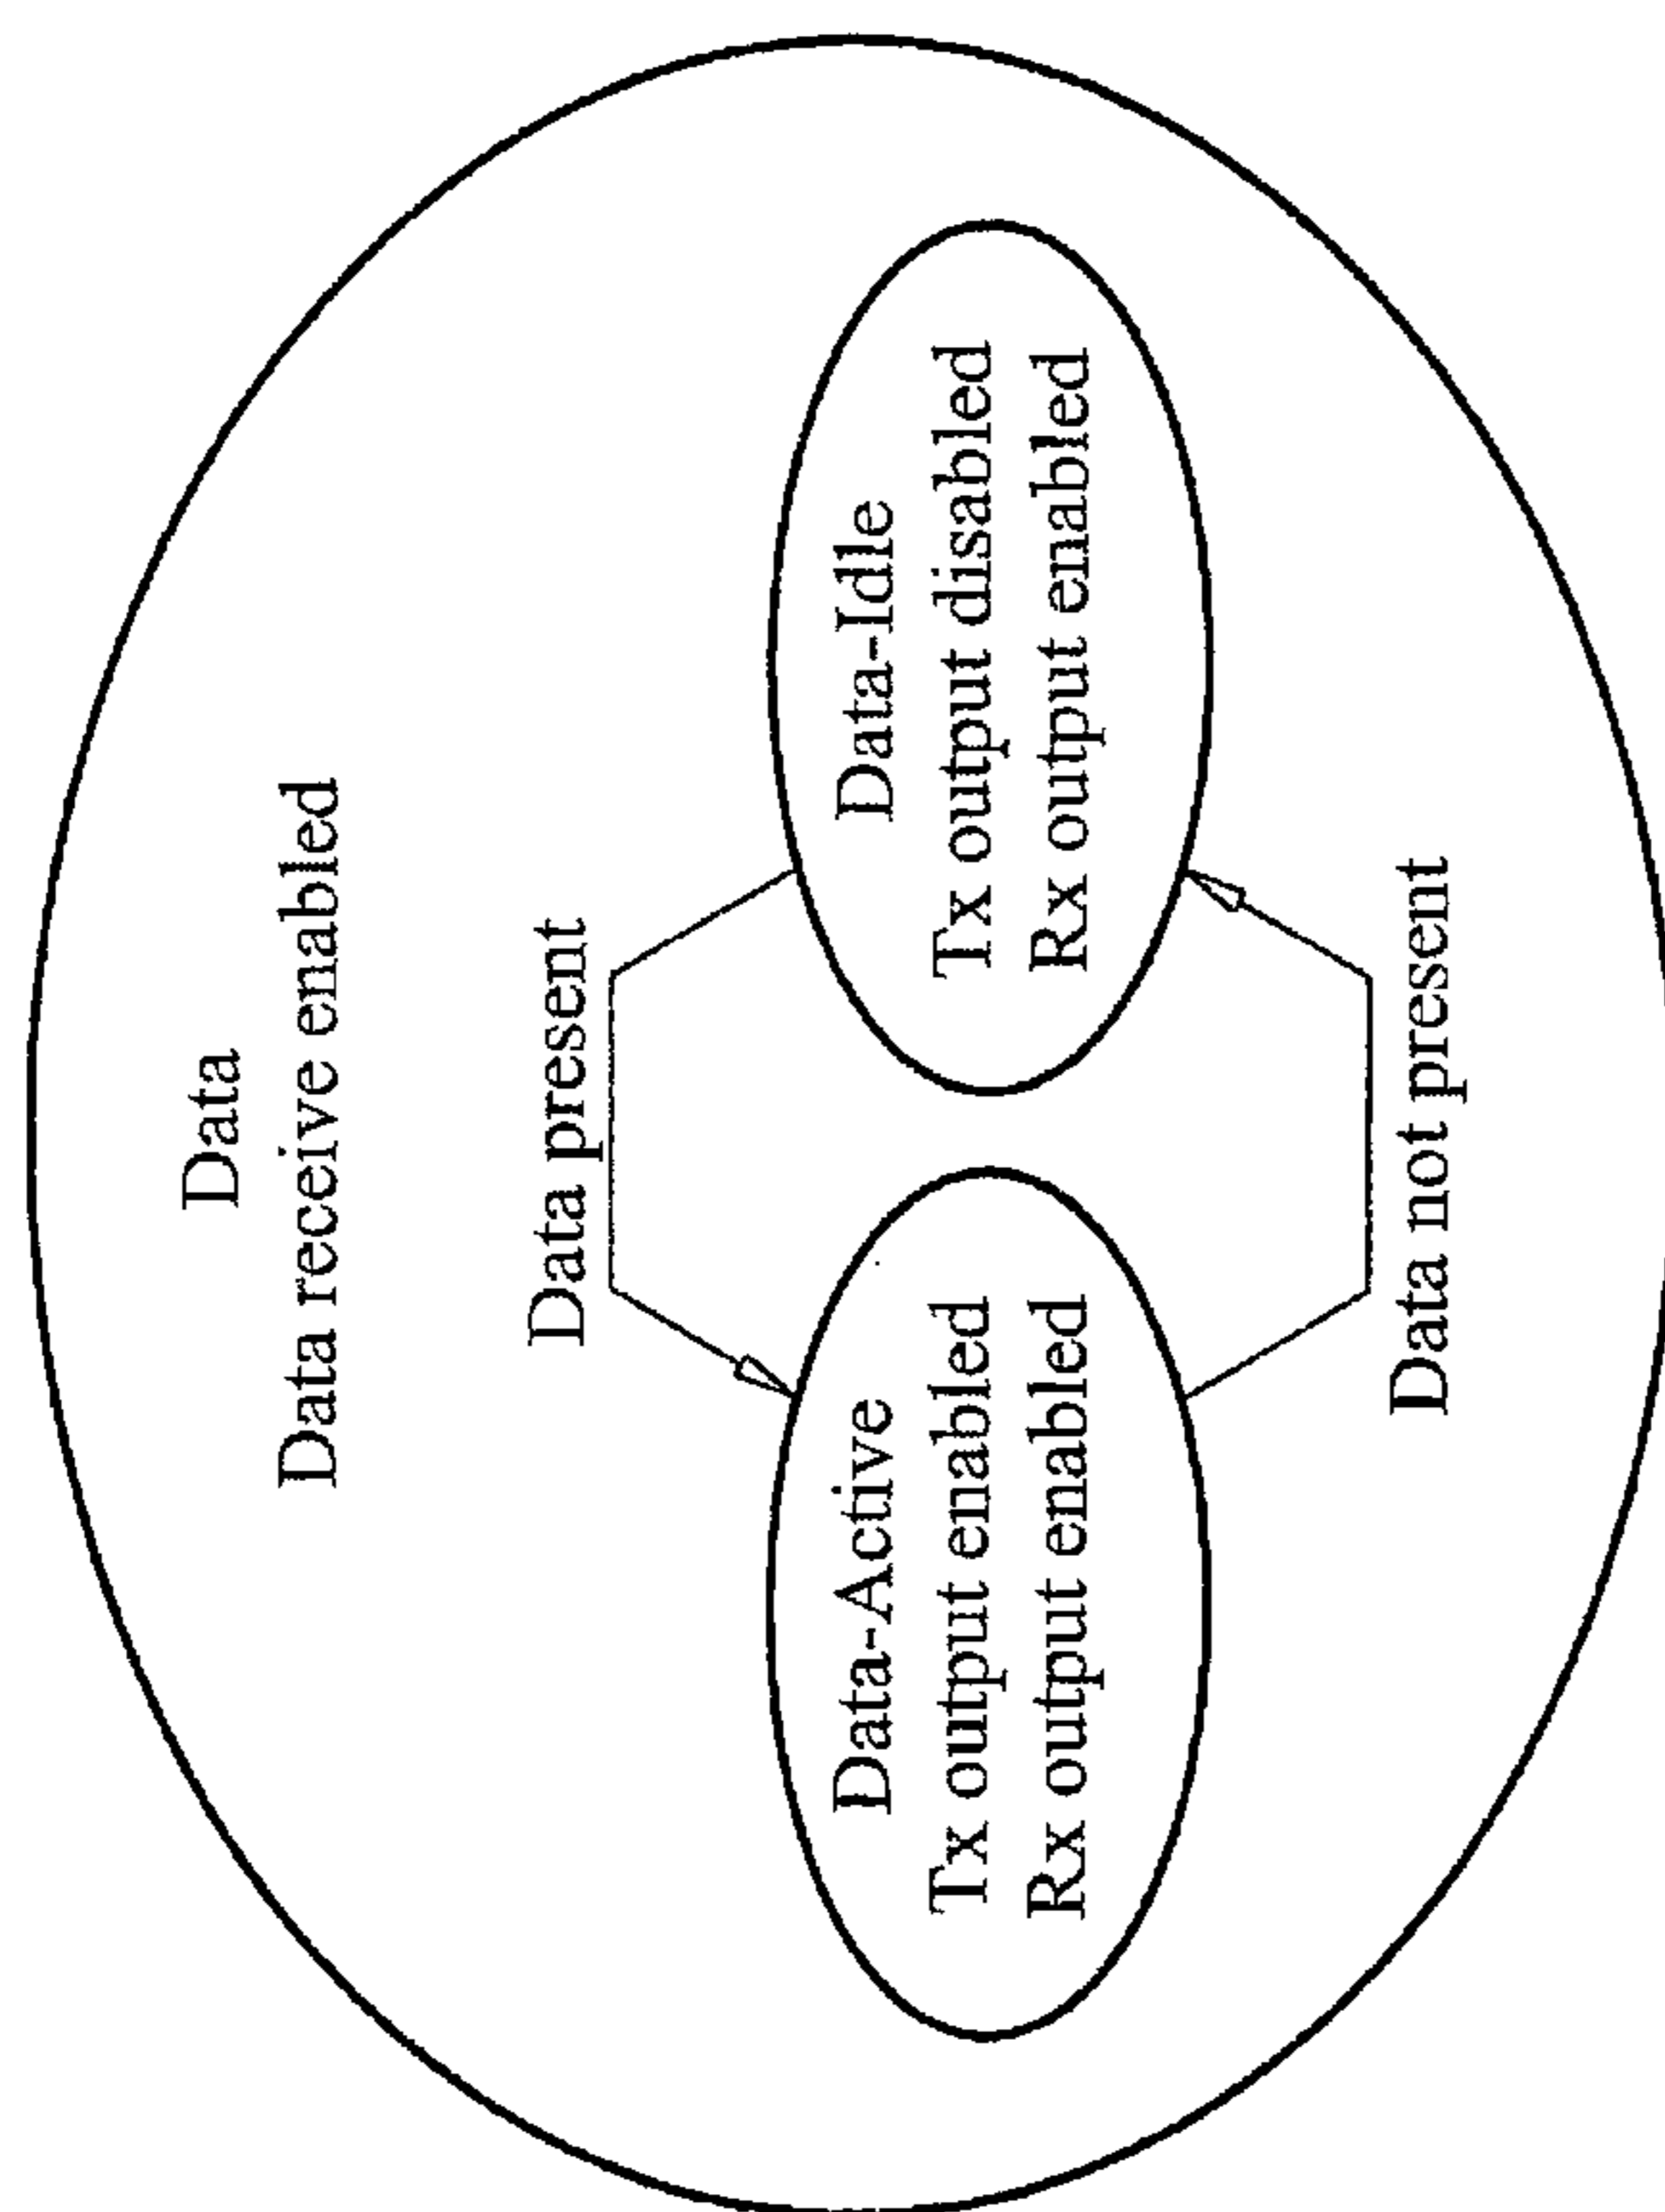 Data
Data receive enabled
Data present
Data-Active
Tx output enabled
Rx output enabled
Data-Idle
Tx output disabled
Rx output enabled
Data not present